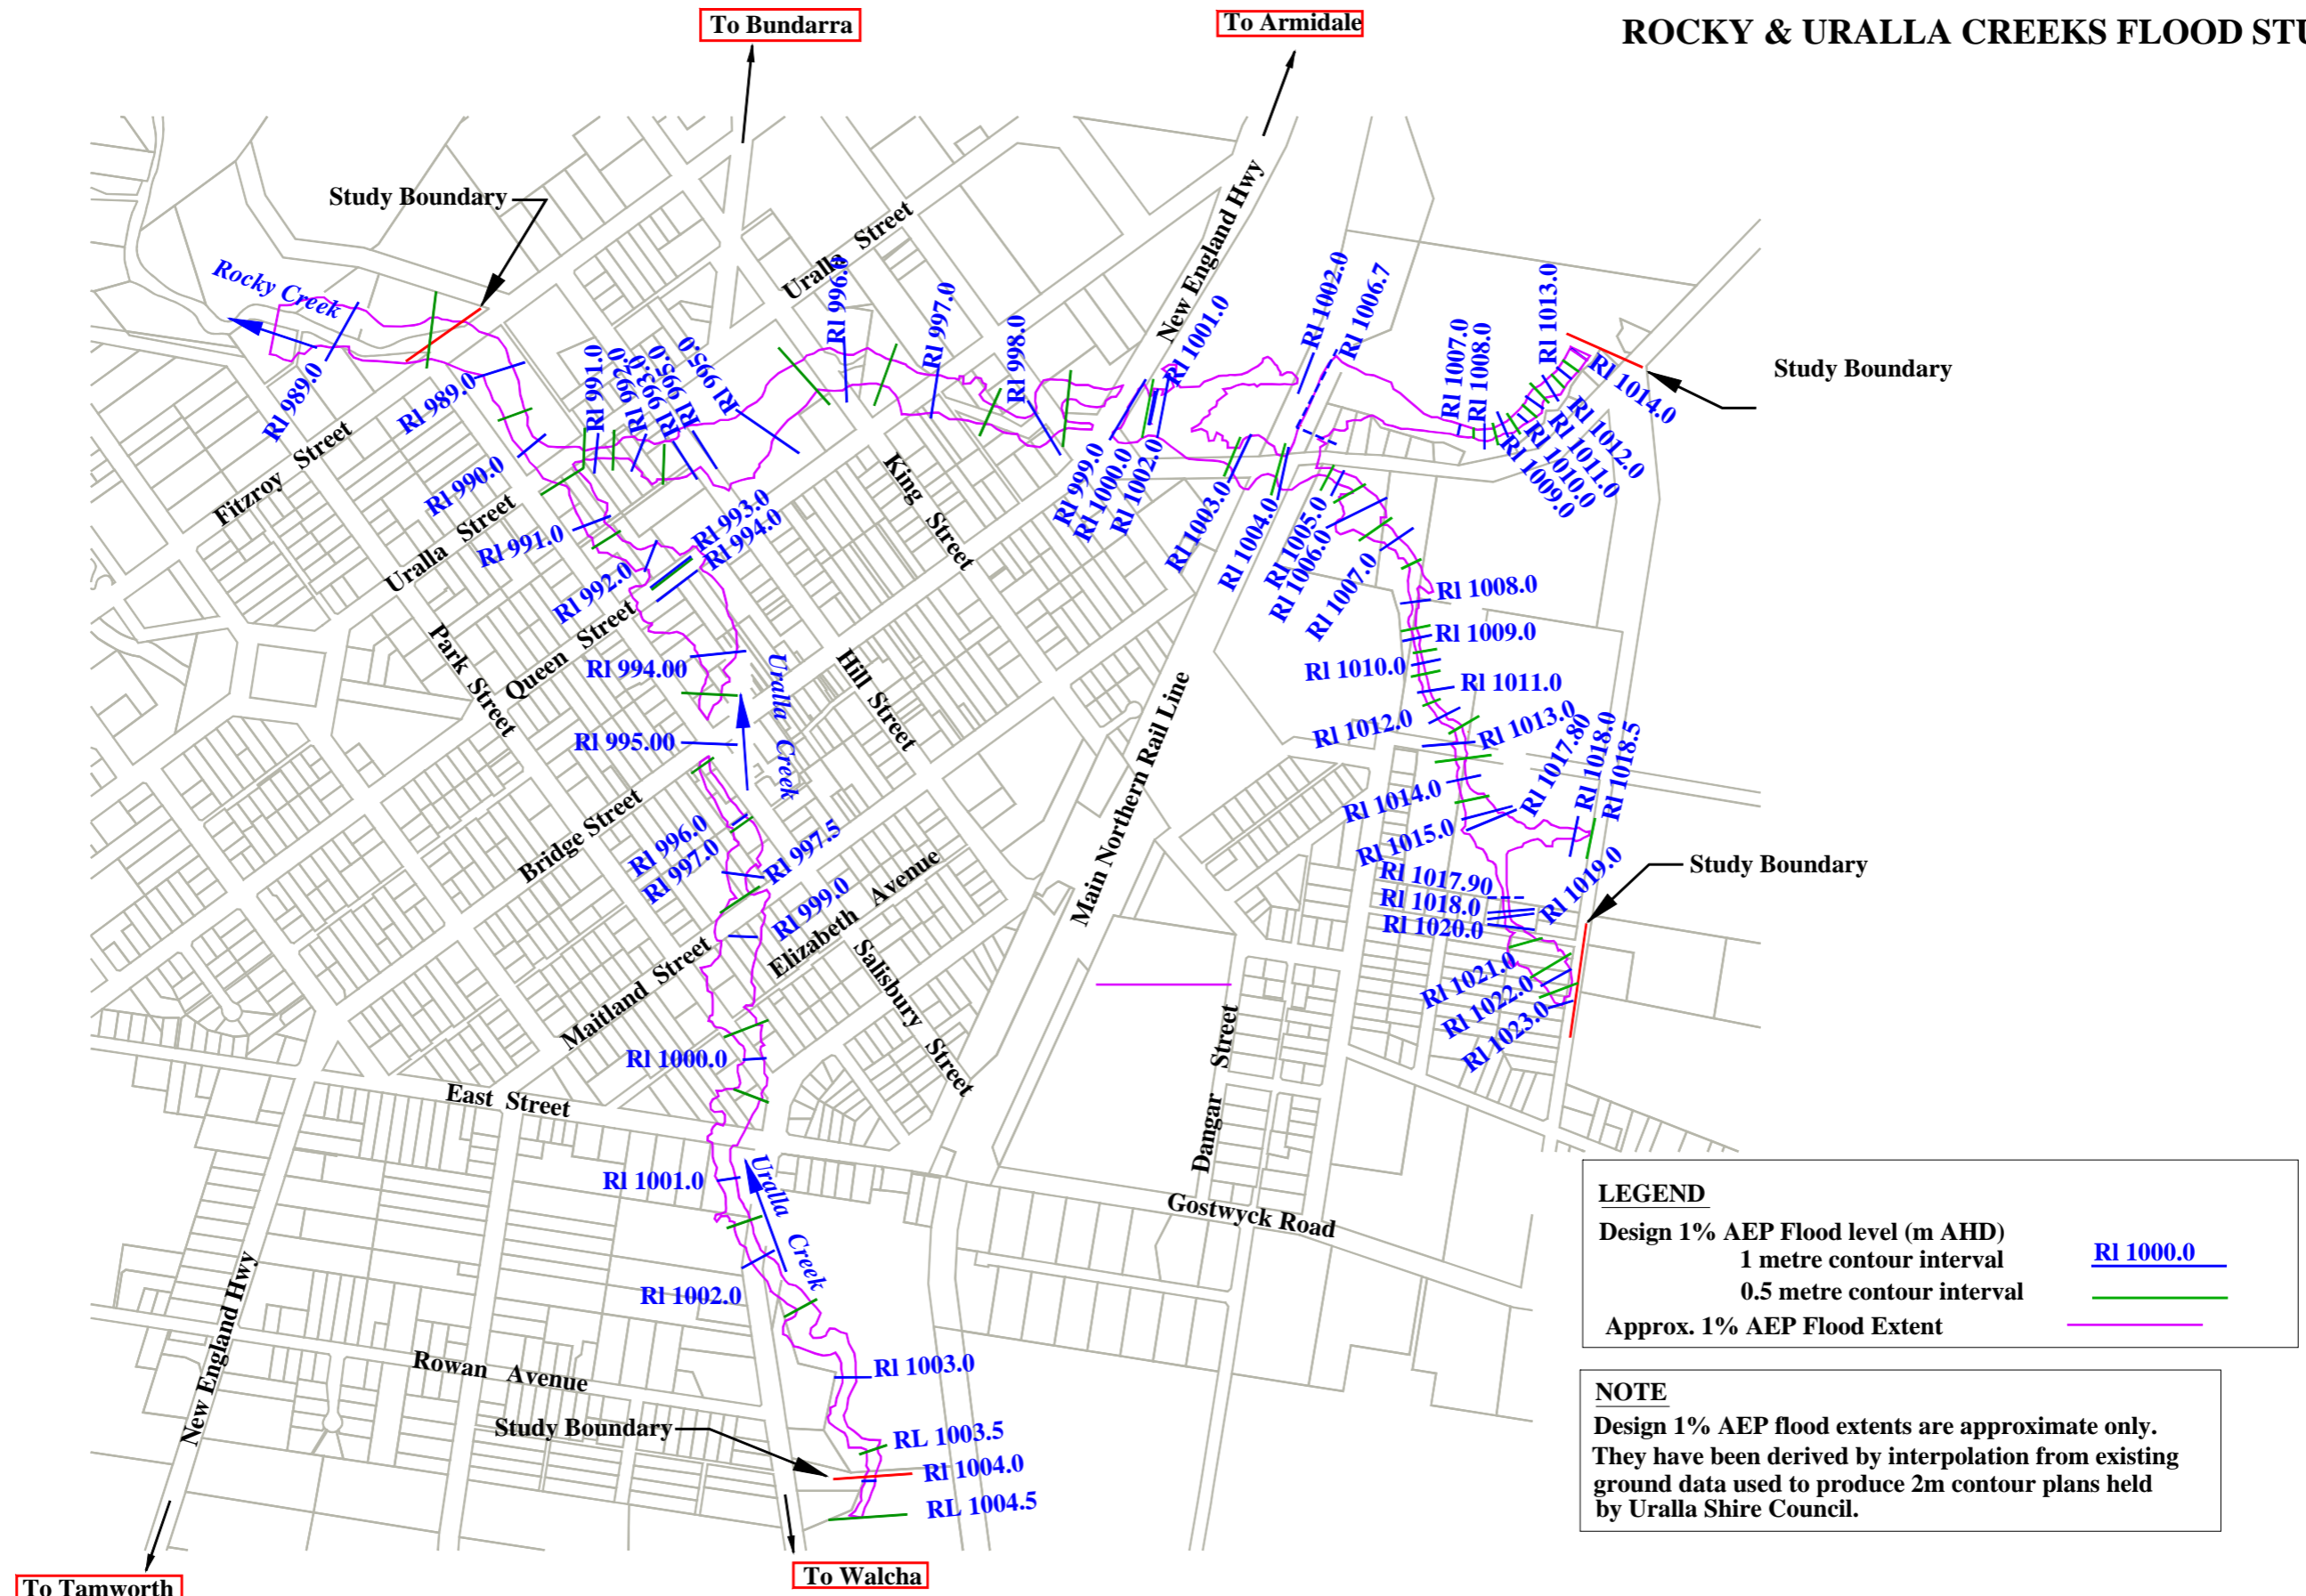 To Bundarra
To Armidale
ROCKY & URALLA CREEKS FLOOD STU
Study Boundary
Uralla Street
New England Hwy
Rocky Creek
Rl 989.0
Rl 989.0
Rl 990.0
Rl 991.0
Rl 992.0
Rl 993.0
Rl 995.0
Rl 995.0
Rl 996.0
Rl 997.0
Rl 998.0
Rl 999.0
Rl 1000.0
Rl 1001.0
Rl 1002.0
Rl 1002.0
Rl 1006.7
Rl 1003.0
Rl 1004.0
Rl 1005.0
Rl 1006.0
Rl 1007.0
Rl 1007.0
Rl 1008.0
Rl 1013.0
Rl 1014.0
Rl 1012.0
Rl 1011.0
Rl 1010.0
Rl 1009.0
Study Boundary
Fitzroy Street
Uralla Street
King Street
Rl 991.0
Rl 992.0
Rl 993.0
Rl 994.0
Park Street
Queen Street
Hill Street
Uralla Creek
Rl 994.00
Rl 995.00
Rl 1008.0
Rl 1009.0
Rl 1010.0
Rl 1011.0
Rl 1012.0
Rl 1013.0
Rl 1014.0
Rl 1015.0
Rl 1017.80
Rl 1018.0
Rl 1018.5
Rl 1017.90
Rl 1018.0
Rl 1020.0
Rl 1019.0
Study Boundary
Rl 1021.0
Rl 1022.0
Rl 1023.0
Main Northern Rail Line
Bridge Street
Rl 996.0
Rl 997.0
Rl 997.5
Rl 999.0
Elizabeth Avenue
Maitland Street
Salisbury Street
Rl 1000.0
East Street
Dangar Street
Rl 1001.0
Uralla Creek
Gostwyck Road
Rl 1002.0
New England Hwy
Rowan Avenue
Rl 1003.0
Study Boundary
RL 1003.5
Rl 1004.0
RL 1004.5
To Tamworth
To Walcha
LEGEND
Design 1% AEP Flood level (m AHD)
1 metre contour interval Rl 1000.0
0.5 metre contour interval
Approx. 1% AEP Flood Extent
NOTE
Design 1% AEP flood extents are approximate only.
They have been derived by interpolation from existing
ground data used to produce 2m contour plans held
by Uralla Shire Council.